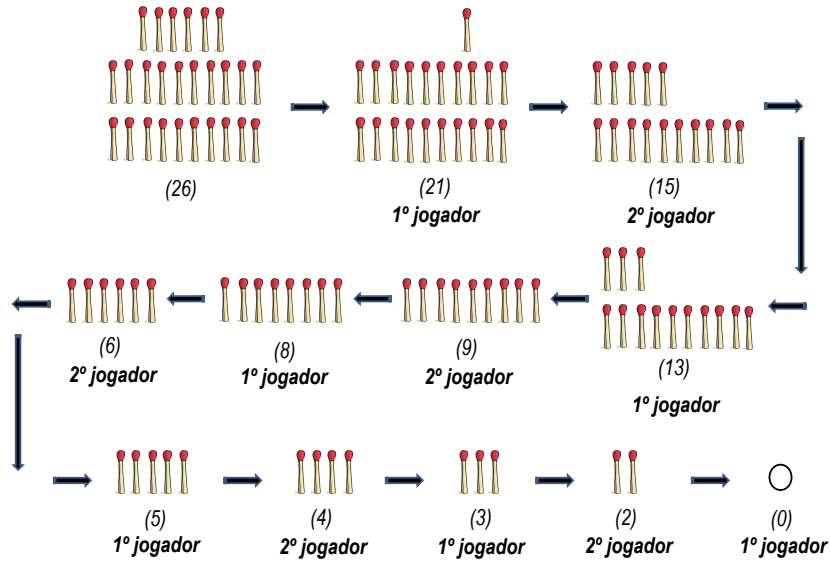 (26)
(21)
1º jogador
(15)
2º jogador
(13)
1º jogador
(9)
2º jogador
(8)
1º jogador
(6)
2º jogador
(5)
1º jogador
(4)
2º jogador
(3)
1º jogador
(2)
2º jogador
(0)
1º jogador